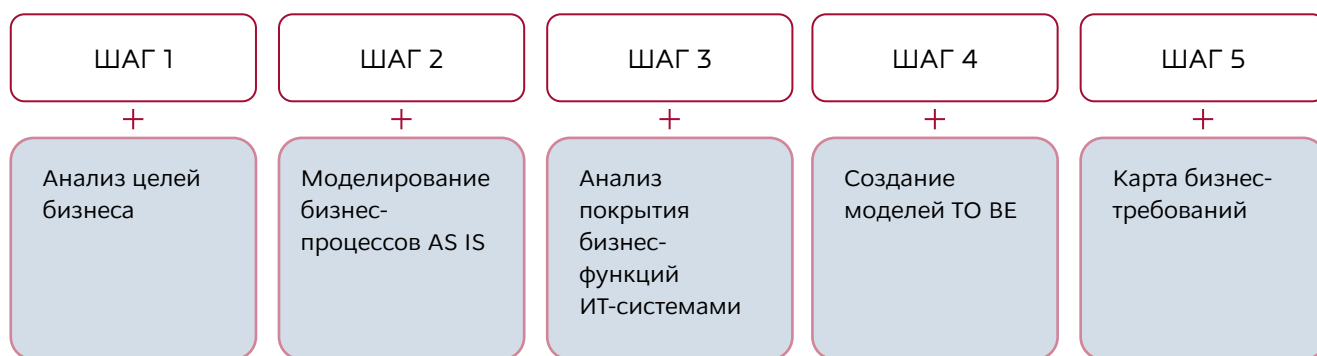 ШАГ 1
ШАГ 2
ШАГ 3
ШАГ 4
ШАГ 5
+
+
+
+
+
Анализ целей
бизнеса
Моделирование
бизнес-
процессов AS IS
Анализ
покрытия
бизнес-
функций
ИТ-системами
Создание
моделей TO BE
Карта бизнес-
требований